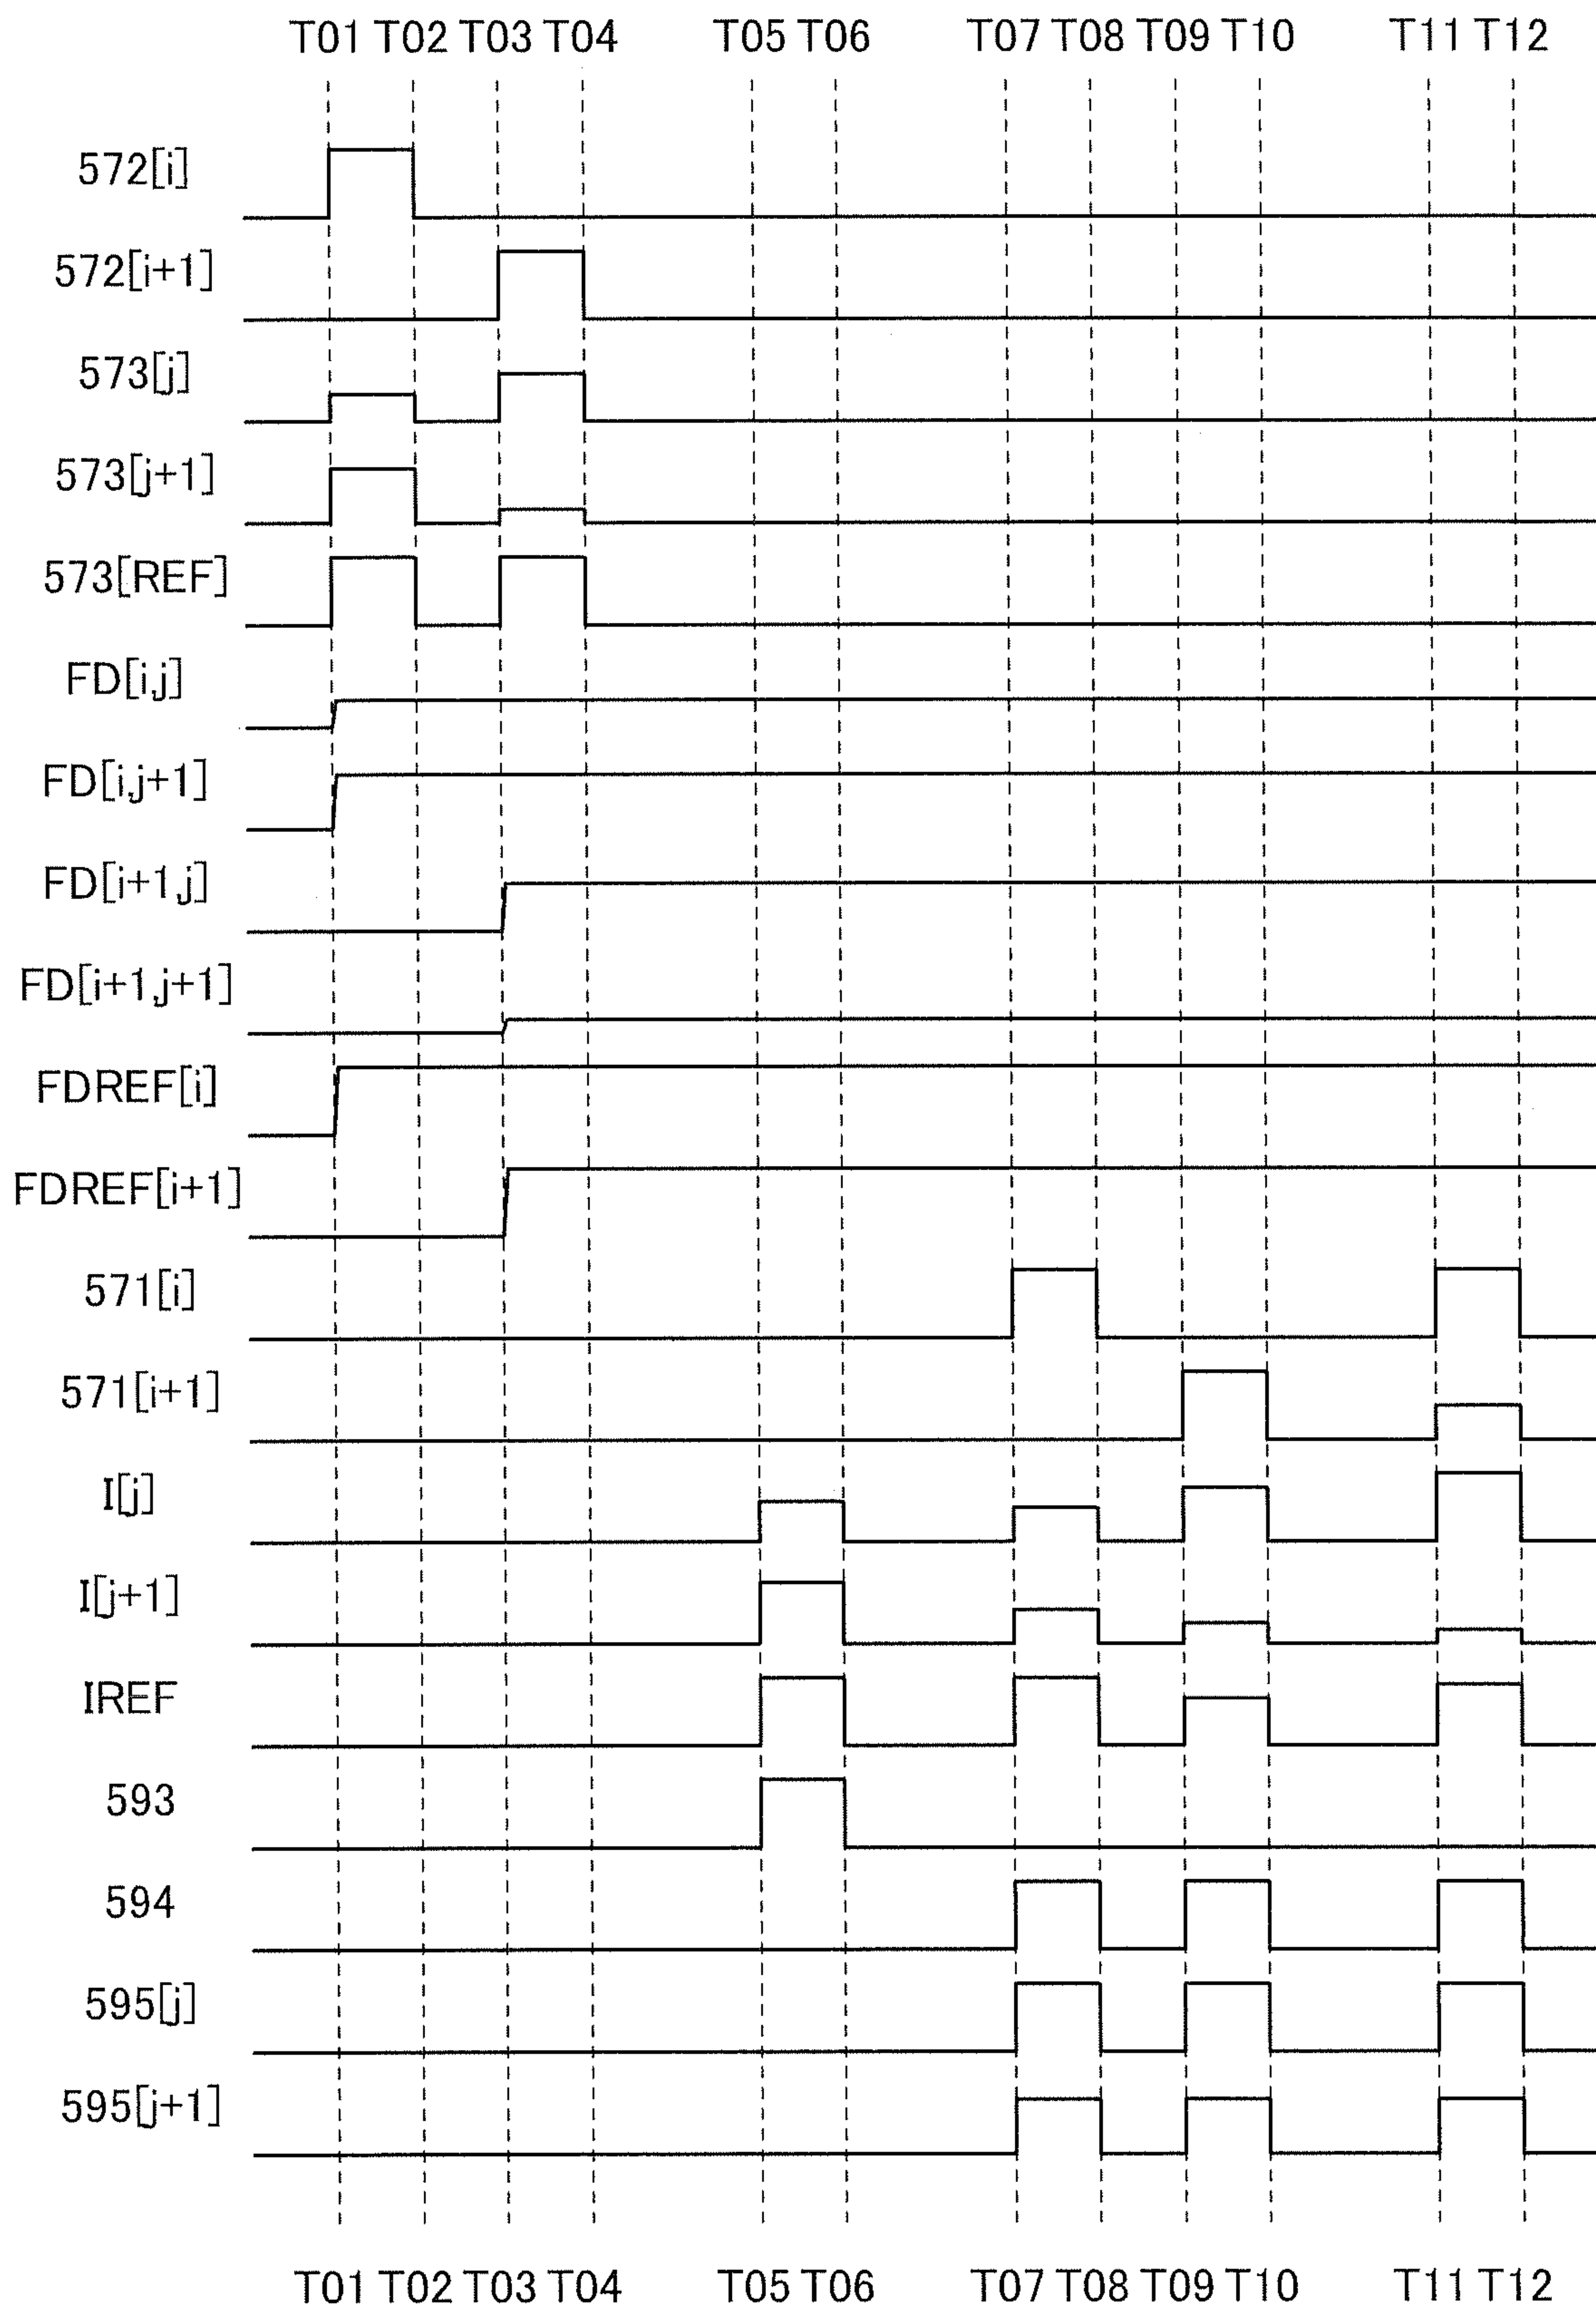 T01 T02 T03 T04 T05 T06 T07 T08 T09 T10 T11 T12
572[i]
572[i+1]
573[j]
573[j+1]
573[REF]
FD[i,j]
FD[i,j+1]
FD[i+1,j]
FD[i+1,j+1]
FDREF[i]
FDREF[i+1]
571[i]
571[i+1]
I[j]
I[j+1]
IREF
593
594
595[j]
595[j+1]
T01 T02 T03 T04 T05 T06 T07 T08 T09 T10 T11 T12